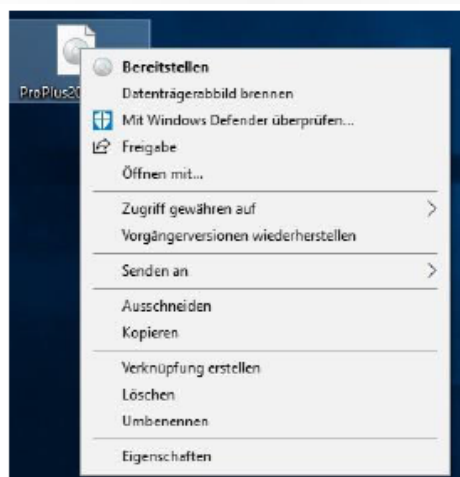 ProPlus20
Bereitstellen
Datenträgerabbild brennen
Mit Windows Defender überprüfen...
Freigabe
Öffnen mit...
Zugriff gewähren auf
Vorgängerversionen wiederherstellen
Senden an
Ausschneiden
Kopieren
Verknüpfung erstellen
Löschen
Umbenennen
Eigenschaften